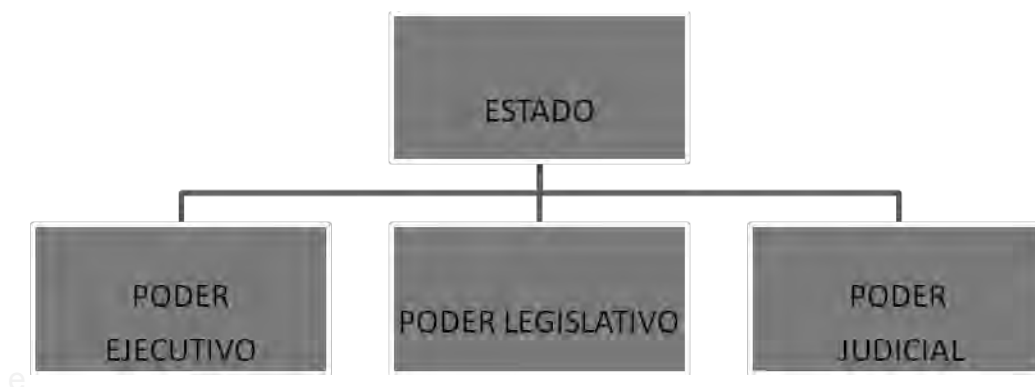 ESTADO
PODER
EJECUTIVO
PODER LEGISLATIVO
PODER
JUDICIAL
e